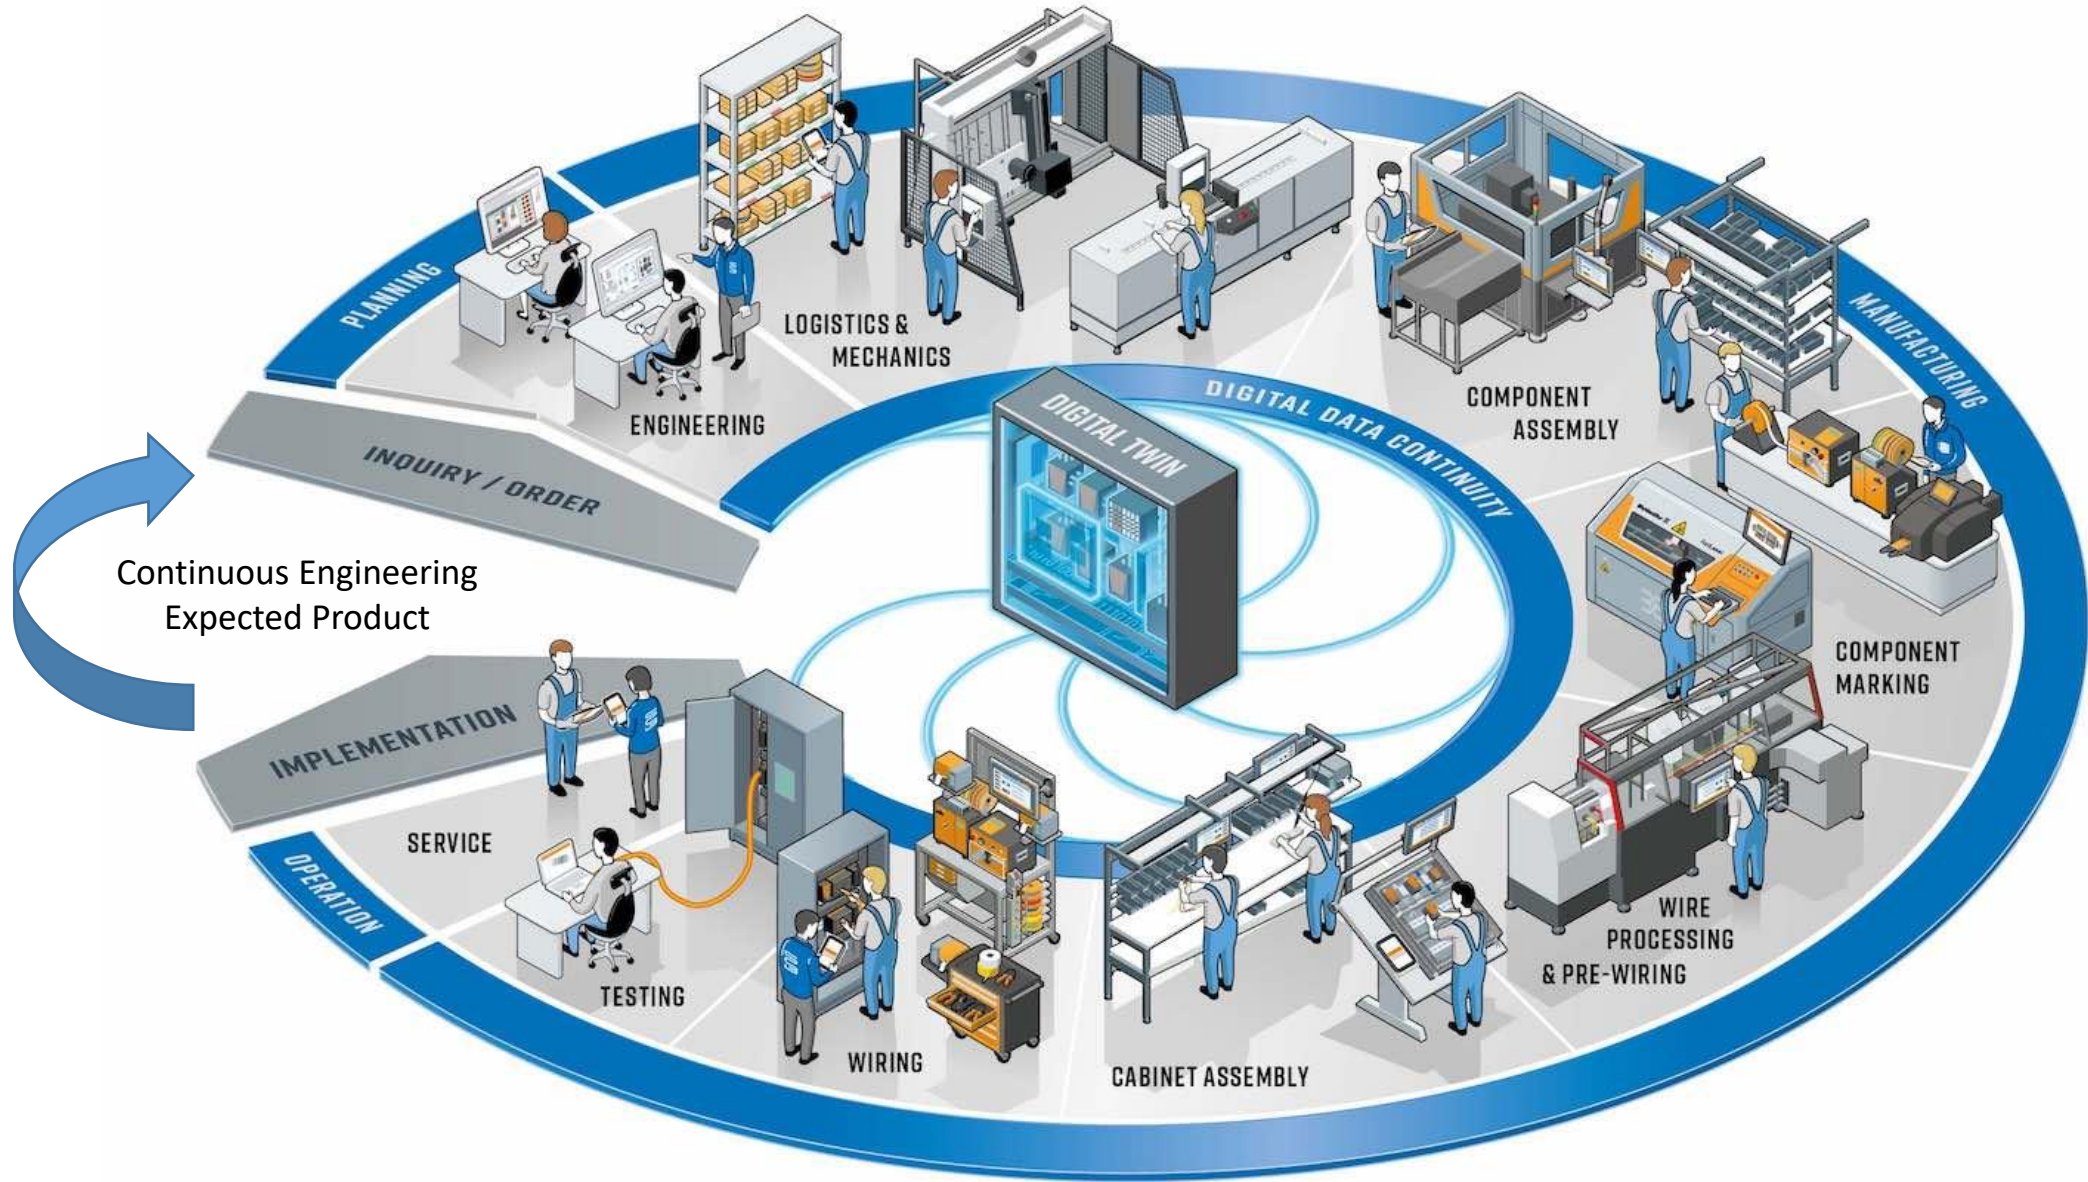 PLANNING
INQUIRY / ORDER
Continuous Engineering
Expected Product
ENGINEERING
LOGISTICS &
MECHANICS
DIGITAL TWIN
DIGITAL DATA CONTINUITY
COMPONENT
ASSEMBLY
MANUFACTURING
COMPONENT
MARKING
WIRE
PROCESSING
& PRE-WIRING
CABINET ASSEMBLY
WIRING
TESTING
SERVICE
OPERATION
IMPLEMENTATION